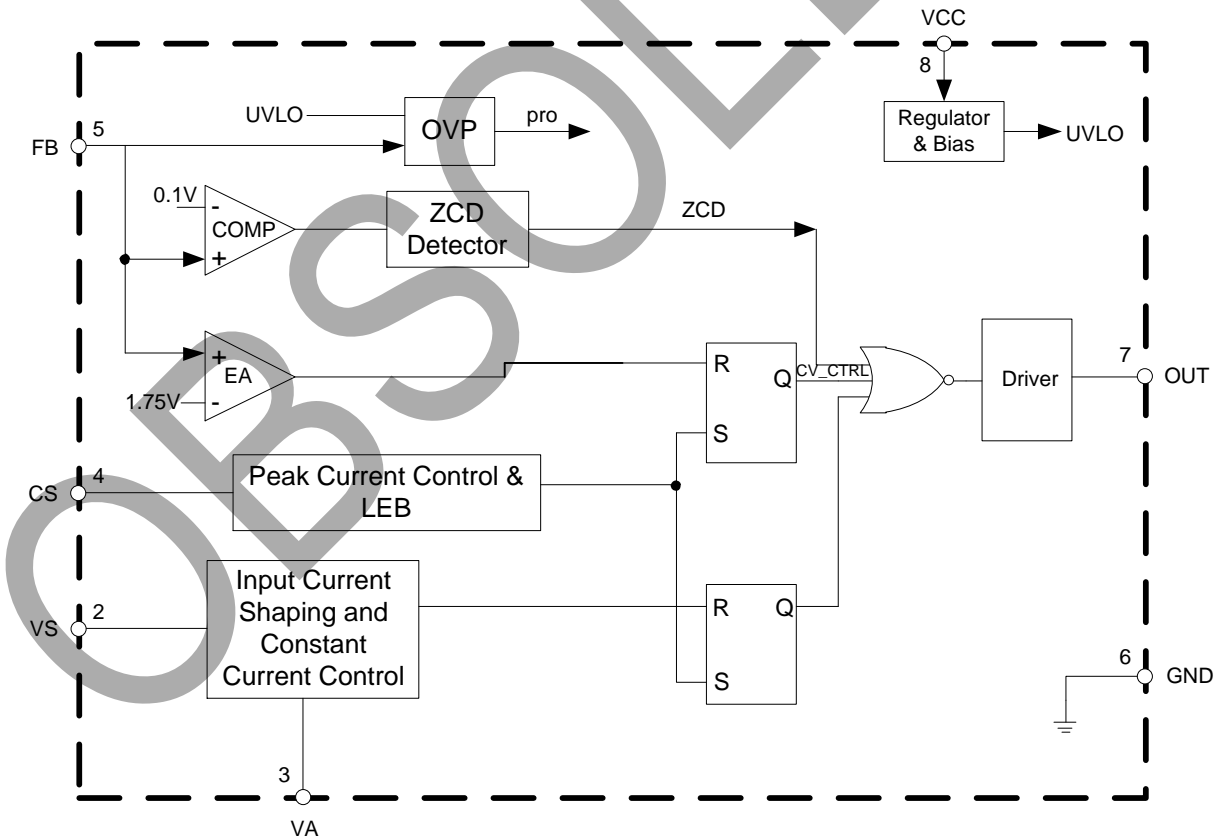 VCC
8
5
UVLO
OVP
pro
Regulator
& Bias
UVLO
FB
0.1V
-
COMP
+
ZCD
Detector
ZCD
+
EA
1.75V
-
R
Q
S
CV_CTRL
Driver
7
OUT
4
CS
Peak Current Control &
LEB
2
VS
Input Current
Shaping and
Constant
Current Control
R
Q
S
6
GND
3
VA
OBSOLE